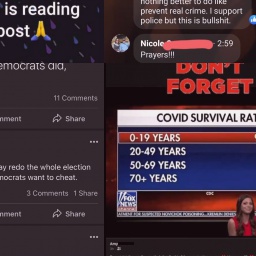 is reading
post🙏
emocrats did,
11 Comments
mment
Share
ay redo the whole election
mocrats want to cheat.
3 Comments 1 Share
mment
Share
nothing better to do like
prevent real crime. I support
police but this is bullshit.
Nicole
2:59
Prayers!!!
DON'T
FORGET
COVID SURVIVAL RAT
0-19 YEARS
20-49 YEARS
50-69 YEARS
70+ YEARS
CDC
FOX
NEWS